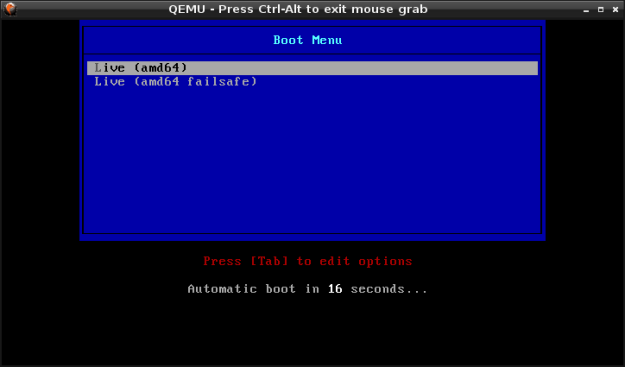 QEMU - Press Ctrl-Alt to exit mouse grab
Boot Menu
Live (amd64)
Live (amd64 failsafe)
Press [Tab] to edit options
Automatic boot in 16 seconds...